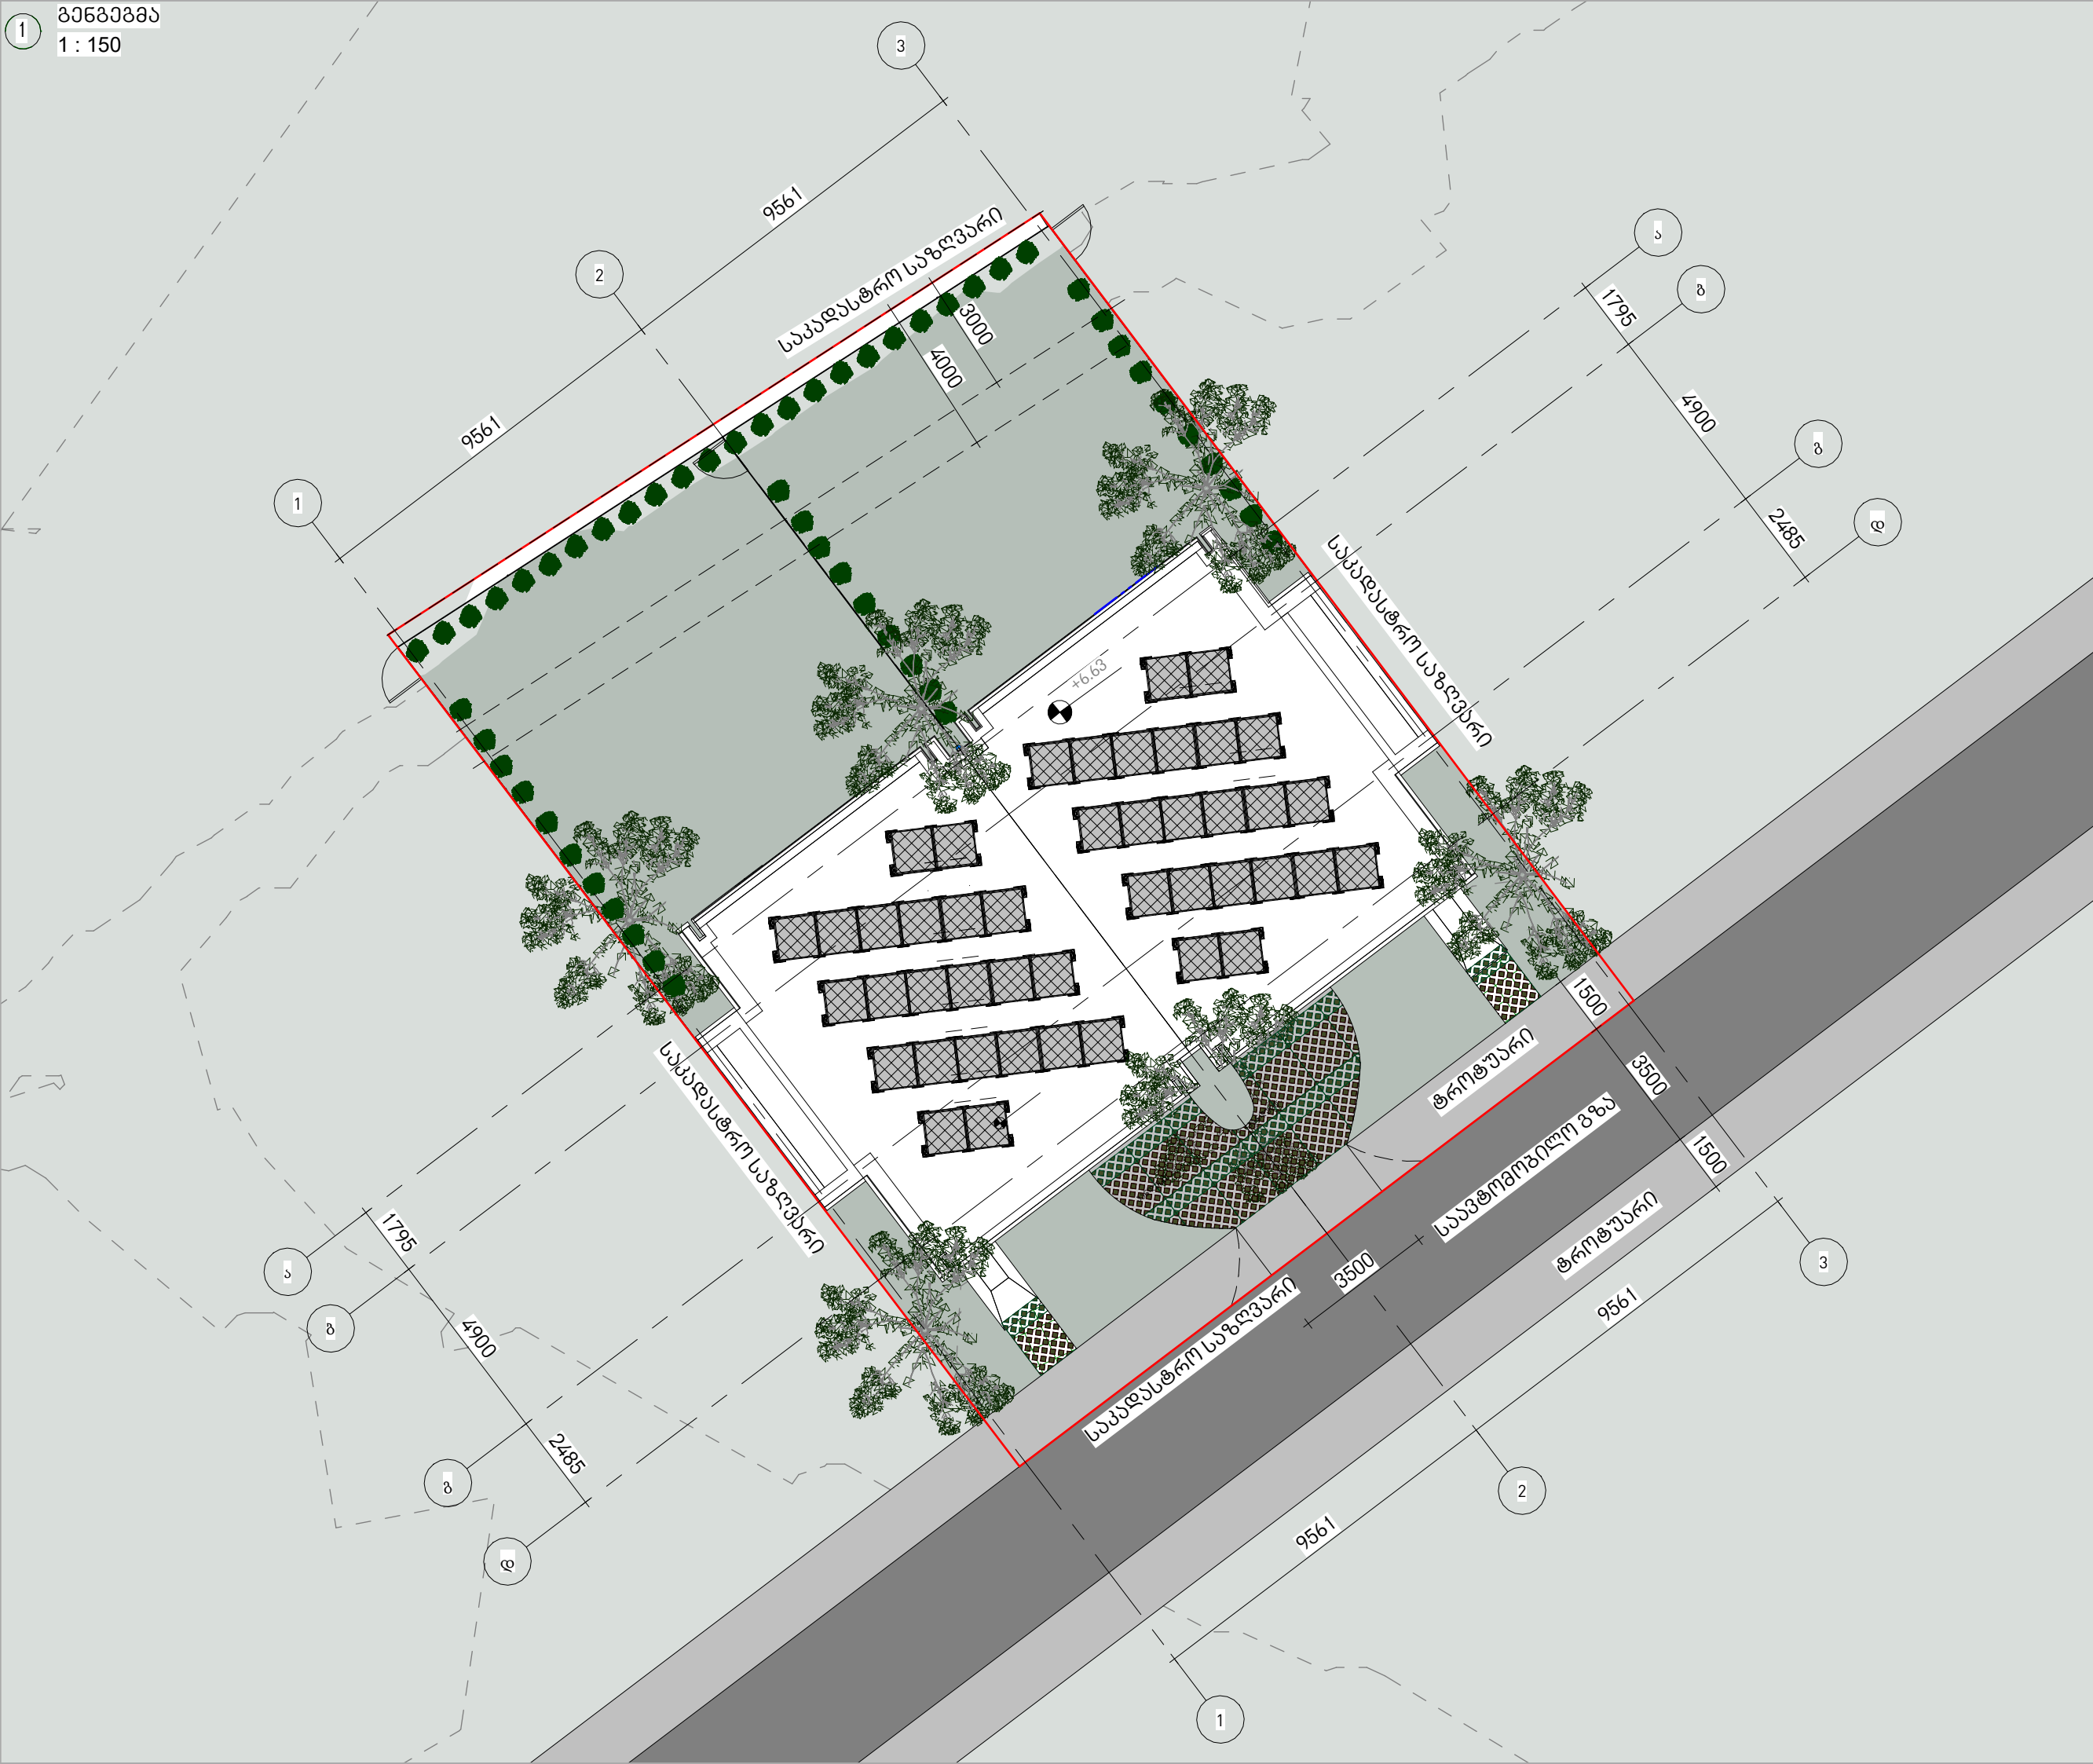 1
გენგეგმა
1 : 150
3
9561
2
9561
1
საკადასტრო საზღვარი
3000
4000
ა
ბ
გ
დ
1795
4900
2485
საკადასტრო საზღვარი
+6.63
საკადასტრო საზღვარი
1500
3500
1500
ტროტუარი
საავტომობილო გზა
ტროტუარი
3500
საკადასტრო საზღვარი
ა
ბ
გ
დ
1795
4900
2485
9561
9561
3
2
1